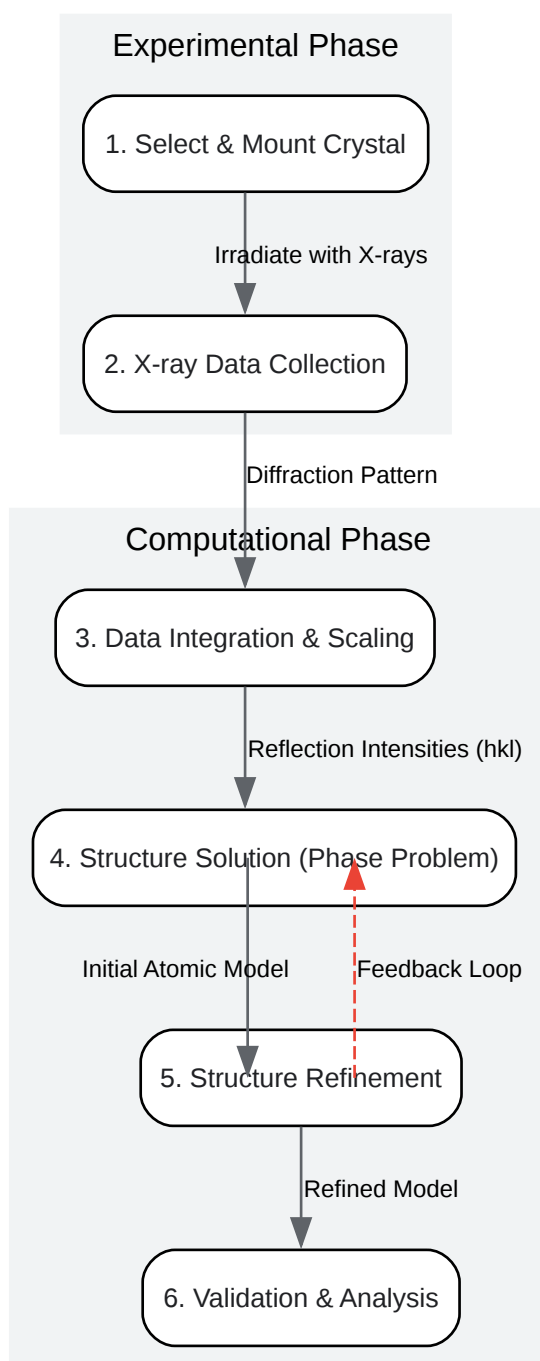 Experimental Phase
1. Select & Mount Crystal
Irradiate with X-rays
2. X-ray Data Collection
Diffraction Pattern
Computational Phase
3. Data Integration & Scaling
Reflection Intensities (hkl)
4. Structure Solution (Phase Problem)
Initial Atomic Model
Feedback Loop
5. Structure Refinement
Refined Model
6. Validation & Analysis